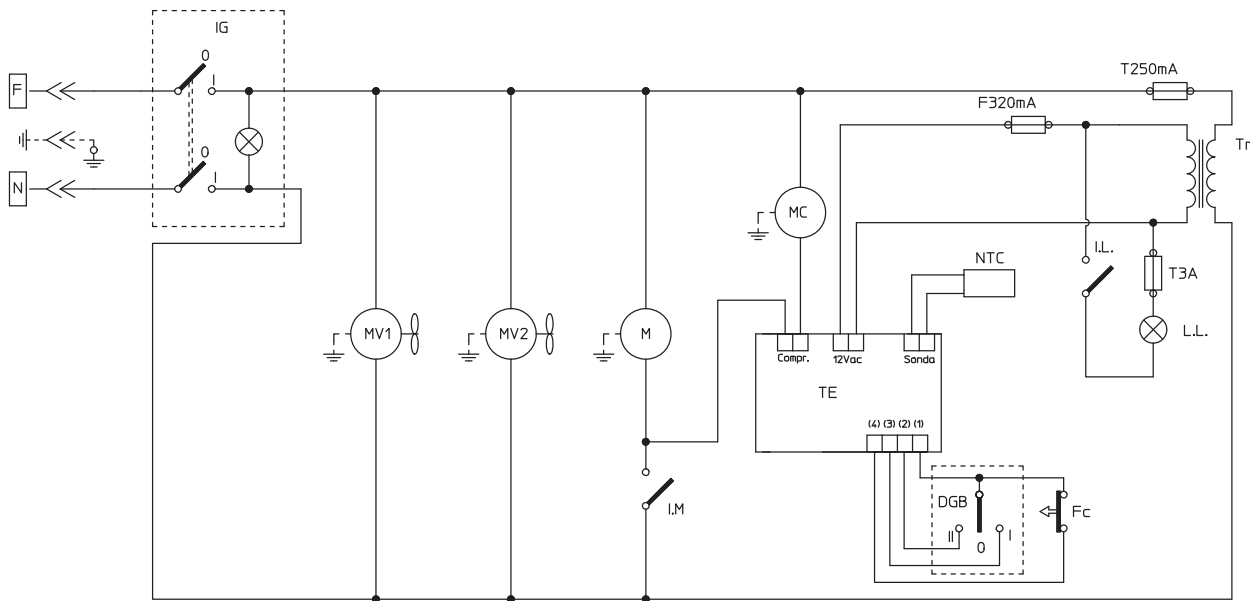 IG
0
I
F
T250mA
F320mA
Tr
0
I
N
MC
I.L.
NTC
T3A
MV1
MV2
M
L.L.
Compr.
12Vac
Sonda
TE
(4) (3) (2) (1)
I.M
DGB
Fc
II
0
I